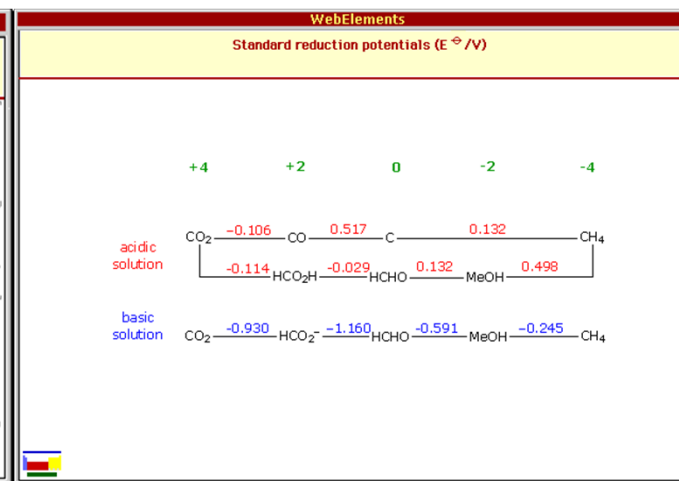 WebElements
Standard reduction potentials (E ⦵/V)
+4 +2 0 -2 -4
CO₂ −0.106 CO 0.517 C 0.132 CH₄
acidic
solution
-0.114 HCO₂H -0.029 HCHO 0.132 MeOH 0.498
basic
solution
CO₂ -0.930 HCO₂⁻ −1.160 HCHO -0.591 MeOH −0.245 CH₄